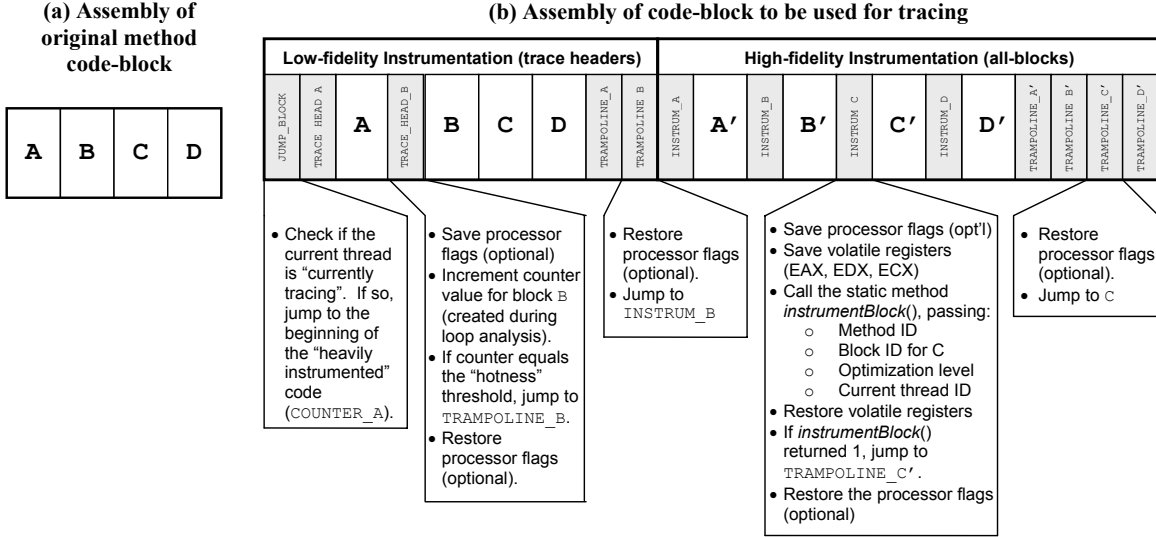 (a) Assembly of
original method
code-block
A B C D
(b) Assembly of code-block to be used for tracing
Low-fidelity Instrumentation (trace headers)
High-fidelity Instrumentation (all-blocks)
JUMP_BLOCK
TRACE HEAD A
A
TRACE_HEAD_B
B
C
D
TRAMPOLINE_A
TRAMPOLINE B
INSTRUM_A
A′
INSTRUM_B
B′
INSTRUM C
C′
INSTRUM_D
D′
TRAMPOLINE_A′
TRAMPOLINE B′
TRAMPOLINE_C′
TRAMPOLINE_D′
• Check if the
current thread
is “currently
tracing”. If so,
jump to the
beginning of
the “heavily
instrumented”
code
(COUNTER_A).
• Save processor
flags (optional)
• Increment counter
value for block B
(created during
loop analysis).
• If counter equals
the “hotness”
threshold, jump to
TRAMPOLINE_B.
• Restore
processor flags
(optional).
• Restore
processor flags
(optional).
• Jump to
INSTRUM_B
• Save processor flags (opt’l)
• Save volatile registers
(EAX, EDX, ECX)
• Call the static method
instrumentBlock(), passing:
o Method ID
o Block ID for C
o Optimization level
o Current thread ID
• Restore volatile registers
• If instrumentBlock()
returned 1, jump to
TRAMPOLINE_C′.
• Restore the processor flags
(optional)
• Restore
processor flags
(optional).
• Jump to C